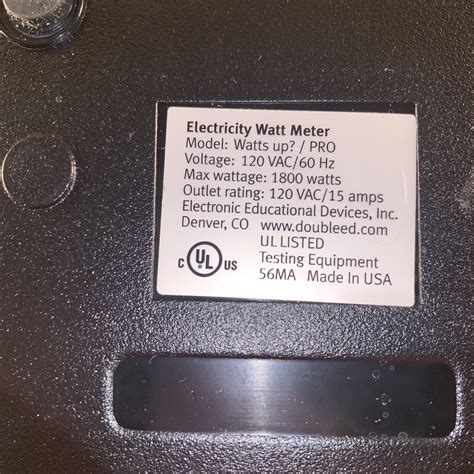 Electricity Watt Meter
Model: Watts up? / PRO
Voltage: 120 VAC/60 Hz
Max wattage: 1800 watts
Outlet rating: 120 VAC/15 amps
Electronic Educational Devices, Inc.
Denver, CO www.doubleed.com
UL LISTED
C UL US
Testing Equipment
56MA Made In USA